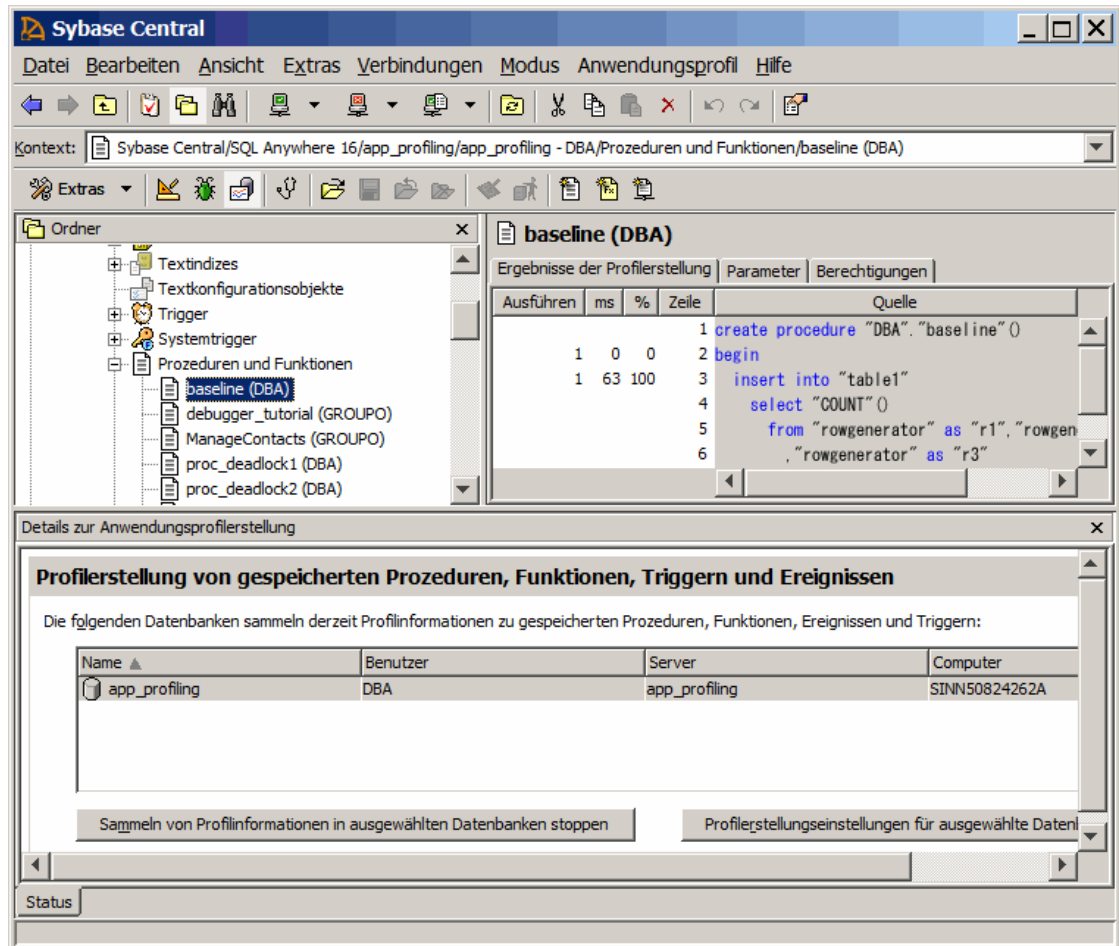 Sybase Central
Datei Bearbeiten Ansicht Extras Verbindungen Modus Anwendungsprofil Hilfe
Kontext: Sybase Central/SQL Anywhere 16/app_profiling/app_profiling - DBA/Prozeduren und Funktionen/baseline (DBA)
Extras
Ordner
Textindizes
Textkonfigurationsobjekte
Trigger
Systemtrigger
Prozeduren und Funktionen
baseline (DBA)
debugger_tutorial (GROUPO)
ManageContacts (GROUPO)
proc_deadlock1 (DBA)
proc_deadlock2 (DBA)
baseline (DBA)
Ergebnisse der Profilerstellung Parameter Berechtigungen
Ausführen ms % Zeile Quelle
1 create procedure "DBA"."baseline"()
1 0 0 2 begin
1 63 100 3 insert into "table1"
4 select "COUNT"()
5 from "rowgenerator" as "r1","rowgen
6 ,"rowgenerator" as "r3"
Details zur Anwendungsprofilerstellung
Profilerstellung von gespeicherten Prozeduren, Funktionen, Triggern und Ereignissen
Die folgenden Datenbanken sammeln derzeit Profilinformationen zu gespeicherten Prozeduren, Funktionen, Ereignissen und Triggern:
Name Benutzer Server Computer
app_profiling DBA app_profiling SINN50824262A
Sammeln von Profilinformationen in ausgewählten Datenbanken stoppen Profilerstellungseinstellungen für ausgewählte Daten
Status